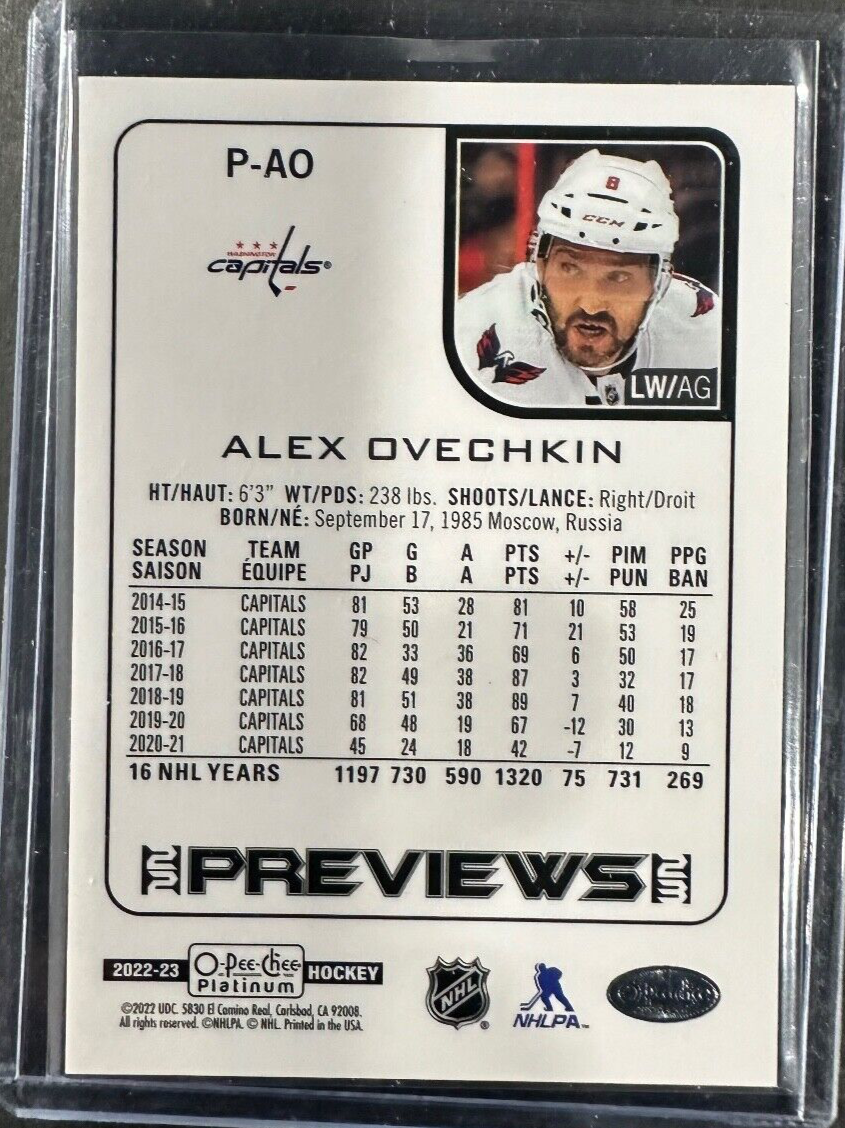 P-AO
WASHINGTON
capitals®
8
CCM
LW/AG
ALEX OVECHKIN
HT/HAUT: 6'3" WT/PDS: 238 lbs. SHOOTS/LANCE: Right/Droit
BORN/NÉ: September 17, 1985 Moscow, Russia
SEASON TEAM GP G A PTS +/- PIM PPG
SAISON ÉQUIPE PJ B A PTS +/- PUN BAN
2014-15 CAPITALS 81 53 28 81 10 58 25
2015-16 CAPITALS 79 50 21 71 21 53 19
2016-17 CAPITALS 82 33 36 69 6 50 17
2017-18 CAPITALS 82 49 38 87 3 32 17
2018-19 CAPITALS 81 51 38 89 7 40 18
2019-20 CAPITALS 68 48 19 67 -12 30 13
2020-21 CAPITALS 45 24 18 42 -7 12 9
16 NHL YEARS 1197 730 590 1320 75 731 269
PREVIEWS
2022-23 O-Pee-Chee Platinum HOCKEY
©2022 UDC. 5830 El Camino Real, Carlsbad, CA 92008.
All rights reserved. ©NHLPA. © NHL. Printed in the USA.
NHL®
NHLPA™